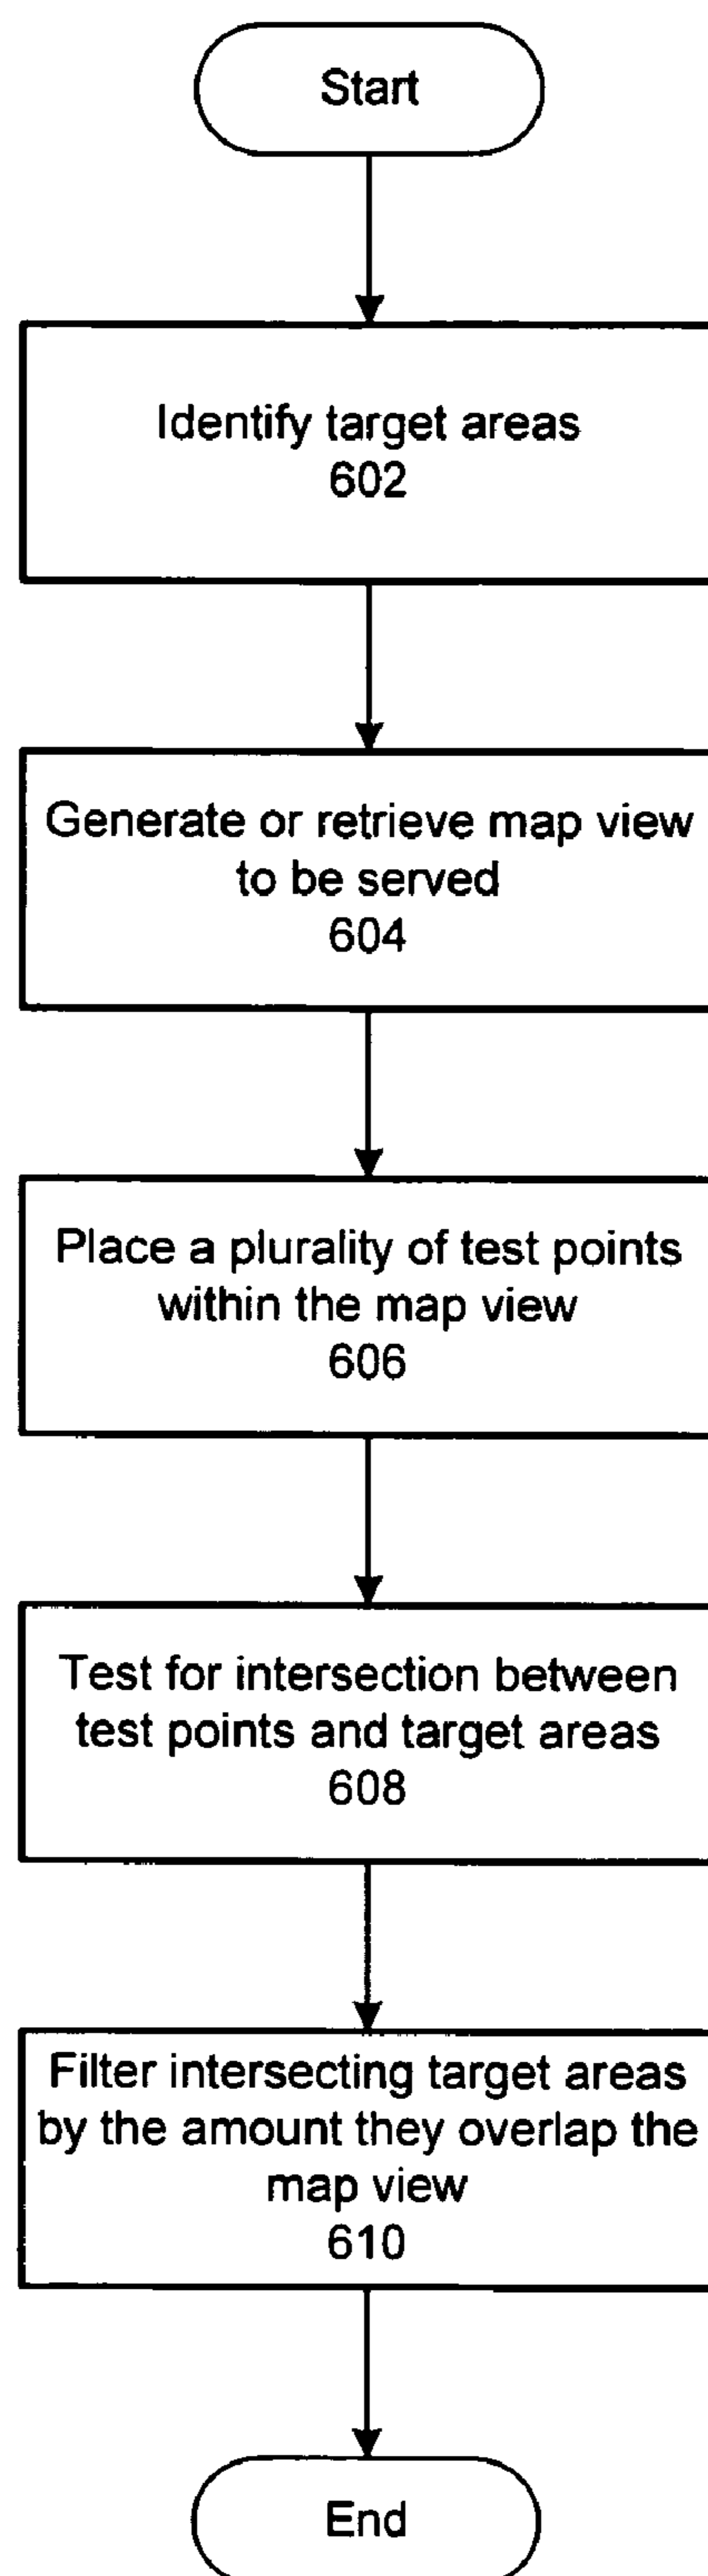 Start
Identify target areas
602
Generate or retrieve map view
to be served
604
Place a plurality of test points
within the map view
606
Test for intersection between
test points and target areas
608
Filter intersecting target areas
by the amount they overlap the
map view
610
End